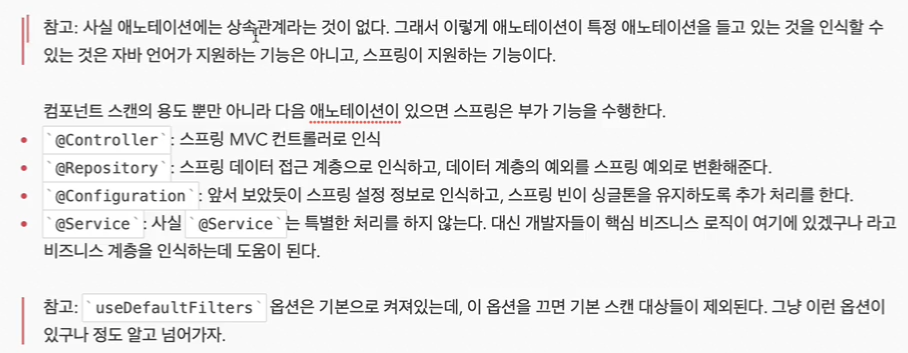 참고: 사실 애노테이션에는 상속관계라는 것이 없다. 그래서 이렇게 애노테이션이 특정 애노테이션을 들고 있는 것을 인식할 수
있는 것은 자바 언어가 지원하는 기능은 아니고, 스프링이 지원하는 기능이다.
컴포넌트 스캔의 용도 뿐만 아니라 다음 애노테이션이 있으면 스프링은 부가 기능을 수행한다.
• `@Controller`: 스프링 MVC 컨트롤러로 인식
• `@Repository`: 스프링 데이터 접근 계층으로 인식하고, 데이터 계층의 예외를 스프링 예외로 변환해준다.
• `@Configuration`: 앞서 보았듯이 스프링 설정 정보로 인식하고, 스프링 빈이 싱글톤을 유지하도록 추가 처리를 한다.
• `@Service`: 사실 `@Service`는 특별한 처리를 하지 않는다. 대신 개발자들이 핵심 비즈니스 로직이 여기에 있겠구나 라고
비즈니스 계층을 인식하는데 도움이 된다.
참고: `useDefaultFilters` 옵션은 기본으로 켜져있는데, 이 옵션을 끄면 기본 스캔 대상들이 제외된다. 그냥 이런 옵션이
있구나 정도 알고 넘어가자.